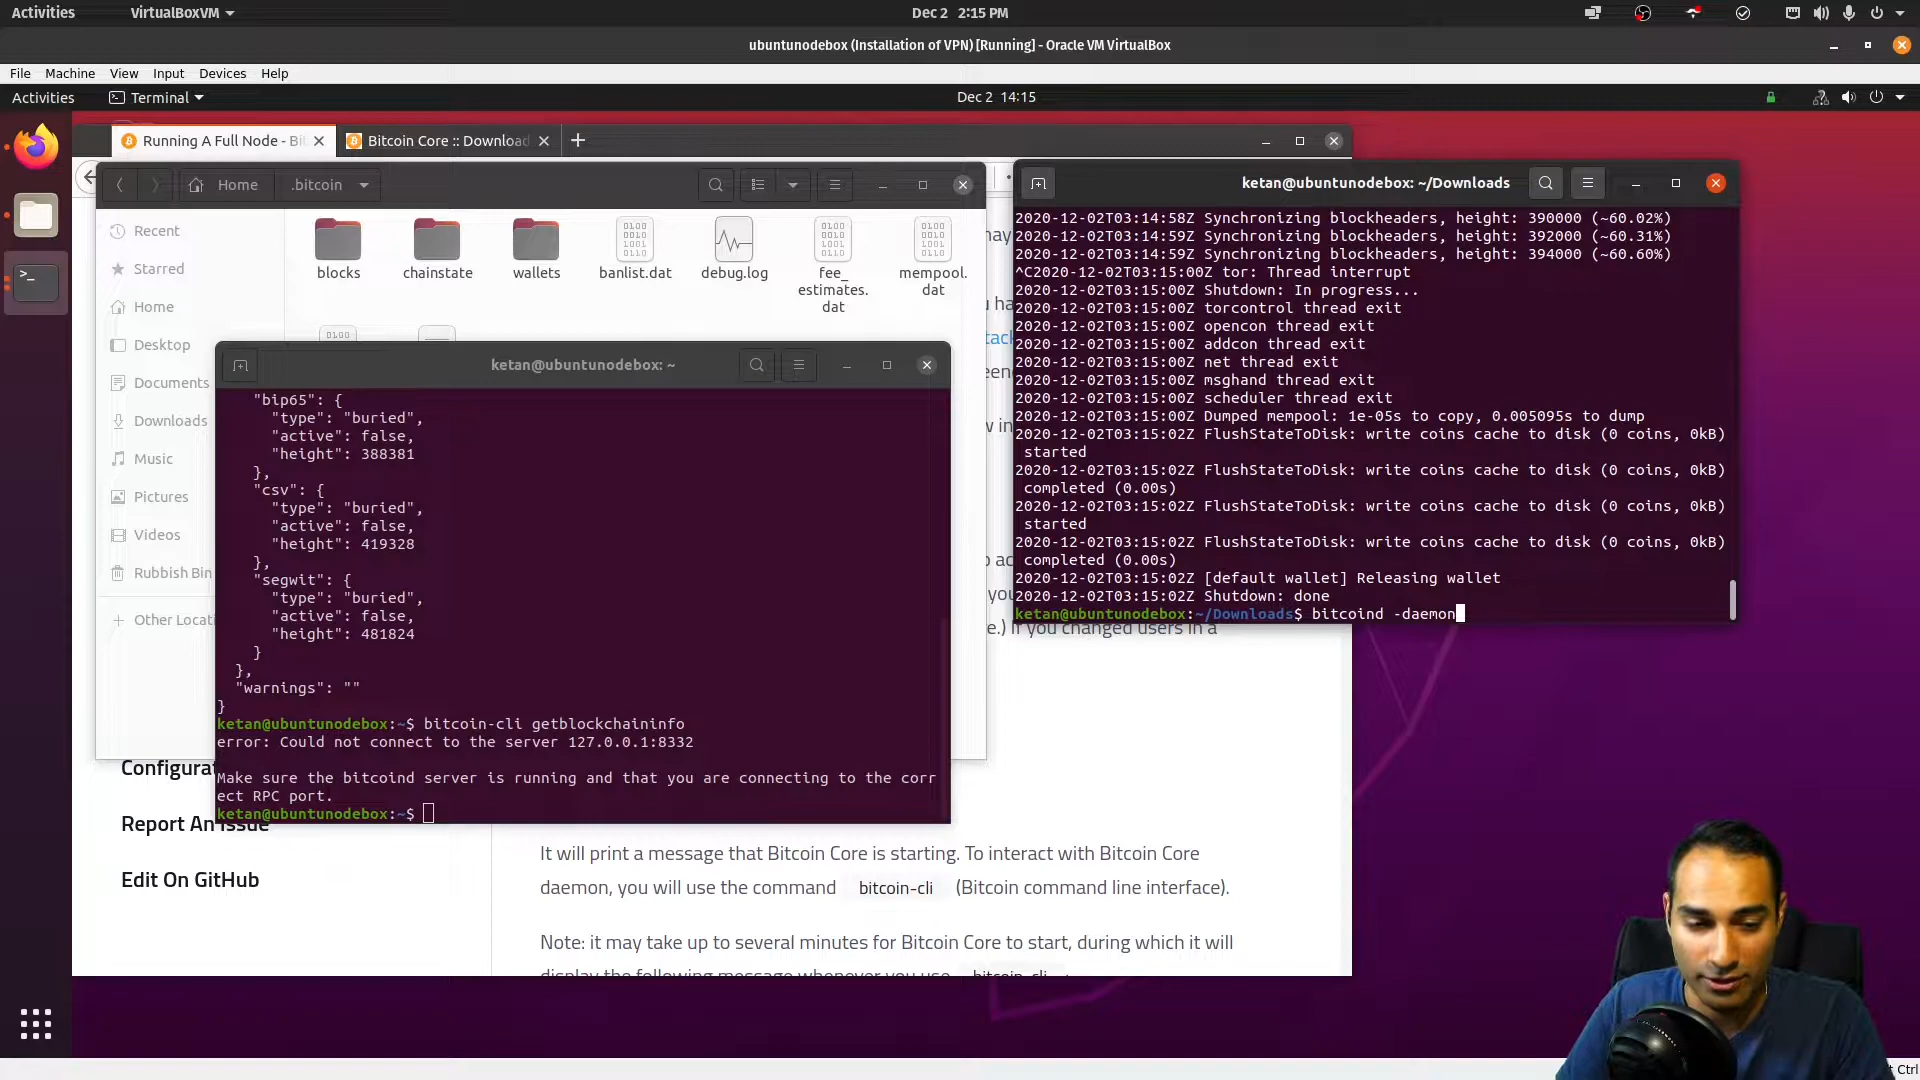 Activities
VirtualBoxVM
Dec 2 2:15 PM
ubuntunodebox (Installation of VPN) [Running] - Oracle VM VirtualBox
File Machine View Input Devices Help
Activities
Terminal
Dec 2 14:15
Running A Full Node - Bi
Bitcoin Core :: Download
Home
.bitcoin
Recent
Starred
Home
Desktop
Documents
Downloads
Music
Pictures
Videos
Rubbish Bin
Other Locati
blocks
chainstate
wallets
banlist.dat
debug.log
fee_
estimates.
dat
mempool.
dat
ketan@ubuntunodebox: ~
"bip65": {
"type": "buried",
"active": false,
"height": 388381
},
"csv": {
"type": "buried",
"active": false,
"height": 419328
},
"segwit": {
"type": "buried",
"active": false,
"height": 481824
}
},
"warnings": ""
}
ketan@ubuntunodebox:~$ bitcoin-cli getblockchaininfo
error: Could not connect to the server 127.0.0.1:8332
Make sure the bitcoind server is running and that you are connecting to the corr
ect RPC port.
ketan@ubuntunodebox:~$
ketan@ubuntunodebox: ~/Downloads
2020-12-02T03:14:58Z Synchronizing blockheaders, height: 390000 (~60.02%)
2020-12-02T03:14:59Z Synchronizing blockheaders, height: 392000 (~60.31%)
2020-12-02T03:14:59Z Synchronizing blockheaders, height: 394000 (~60.60%)
^C2020-12-02T03:15:00Z tor: Thread interrupt
2020-12-02T03:15:00Z Shutdown: In progress...
2020-12-02T03:15:00Z torcontrol thread exit
2020-12-02T03:15:00Z opencon thread exit
2020-12-02T03:15:00Z addcon thread exit
2020-12-02T03:15:00Z net thread exit
2020-12-02T03:15:00Z msghand thread exit
2020-12-02T03:15:00Z scheduler thread exit
2020-12-02T03:15:00Z Dumped mempool: 1e-05s to copy, 0.005095s to dump
2020-12-02T03:15:02Z FlushStateToDisk: write coins cache to disk (0 coins, 0kB)
started
2020-12-02T03:15:02Z FlushStateToDisk: write coins cache to disk (0 coins, 0kB)
completed (0.00s)
2020-12-02T03:15:02Z FlushStateToDisk: write coins cache to disk (0 coins, 0kB)
started
2020-12-02T03:15:02Z FlushStateToDisk: write coins cache to disk (0 coins, 0kB)
completed (0.00s)
2020-12-02T03:15:02Z [default wallet] Releasing wallet
2020-12-02T03:15:02Z Shutdown: done
ketan@ubuntunodebox:~/Downloads$ bitcoind -daemon
e.) If you changed users in a
Configurat
Report An Issue
Edit On GitHub
It will print a message that Bitcoin Core is starting. To interact with Bitcoin Core
daemon, you will use the command bitcoin-cli (Bitcoin command line interface).
Note: it may take up to several minutes for Bitcoin Core to start, during which it will
display the following message whenever you use bitcoin-cli :
Ctrl